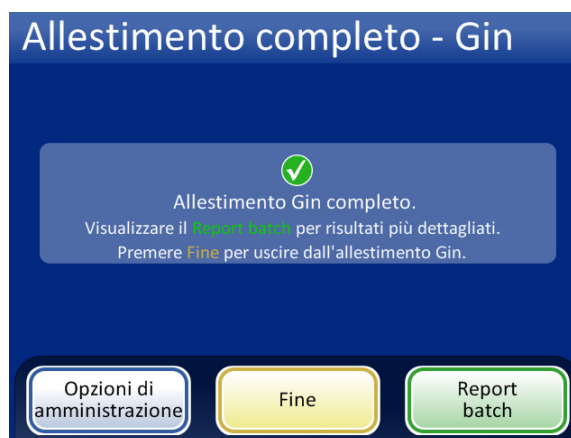 Allestimento completo - Gin
Allestimento Gin completo.
Visualizzare il Report batch per risultati più dettagliati.
Premere Fine per uscire dall'allestimento Gin.
Opzioni di
amministrazione
Fine
Report
batch